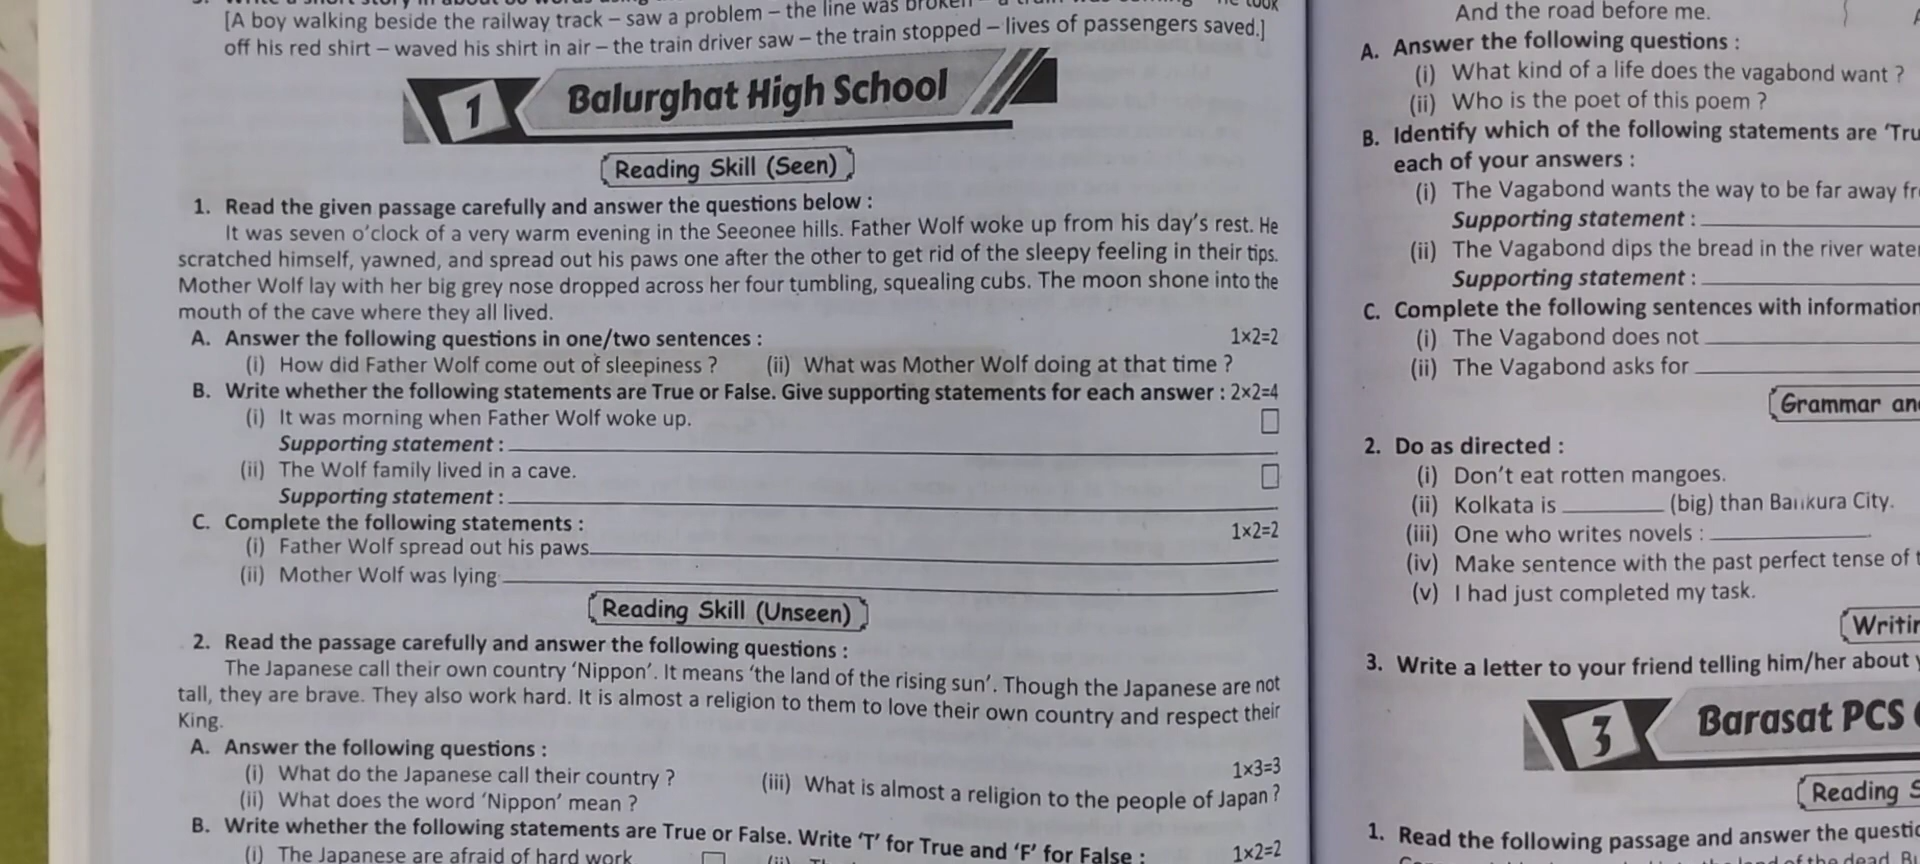 [A boy walking beside the railway track – saw a problem – the line was
off his red shirt – waved his shirt in air – the train driver saw – the train stopped – lives of passengers saved.]
1 Balurghat High School
Reading Skill (Seen)
1. Read the given passage carefully and answer the questions below :
It was seven o'clock of a very warm evening in the Seeonee hills. Father Wolf woke up from his day's rest. He
scratched himself, yawned, and spread out his paws one after the other to get rid of the sleepy feeling in their tips.
Mother Wolf lay with her big grey nose dropped across her four tumbling, squealing cubs. The moon shone into the
mouth of the cave where they all lived.
A. Answer the following questions in one/two sentences : 1×2=2
(i) How did Father Wolf come out of sleepiness ? (ii) What was Mother Wolf doing at that time ?
B. Write whether the following statements are True or False. Give supporting statements for each answer : 2×2=4
(i) It was morning when Father Wolf woke up.
Supporting statement :
(ii) The Wolf family lived in a cave.
Supporting statement :
C. Complete the following statements : 1×2=2
(i) Father Wolf spread out his paws
(ii) Mother Wolf was lying
Reading Skill (Unseen)
2. Read the passage carefully and answer the following questions :
The Japanese call their own country 'Nippon'. It means 'the land of the rising sun'. Though the Japanese are not
tall, they are brave. They also work hard. It is almost a religion to them to love their own country and respect their
King.
A. Answer the following questions : 1×3=3
(i) What do the Japanese call their country ? (iii) What is almost a religion to the people of Japan ?
(ii) What does the word 'Nippon' mean ?
B. Write whether the following statements are True or False. Write 'T' for True and 'F' for False : 1×2=2
(i) The Japanese are afraid of hard work
And the road before me.
A. Answer the following questions :
(i) What kind of a life does the vagabond want ?
(ii) Who is the poet of this poem ?
B. Identify which of the following statements are 'Tru
each of your answers :
(i) The Vagabond wants the way to be far away fr
Supporting statement :
(ii) The Vagabond dips the bread in the river water
Supporting statement :
C. Complete the following sentences with information
(i) The Vagabond does not
(ii) The Vagabond asks for
Grammar an
2. Do as directed :
(i) Don't eat rotten mangoes.
(ii) Kolkata is ________ (big) than Bankura City.
(iii) One who writes novels :
(iv) Make sentence with the past perfect tense of
(v) I had just completed my task.
Writin
3. Write a letter to your friend telling him/her about
3 Barasat PCS
Reading S
1. Read the following passage and answer the questio